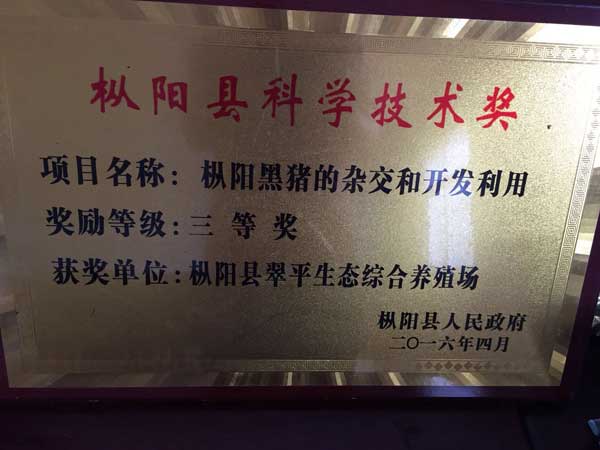 枞阳县科学技术奖
项目名称：枞阳黑猪的杂交和开发利用
奖励等级：三等奖
获奖单位：枞阳县翠平生态综合养殖场
枞阳县人民政府
二〇一六年四月